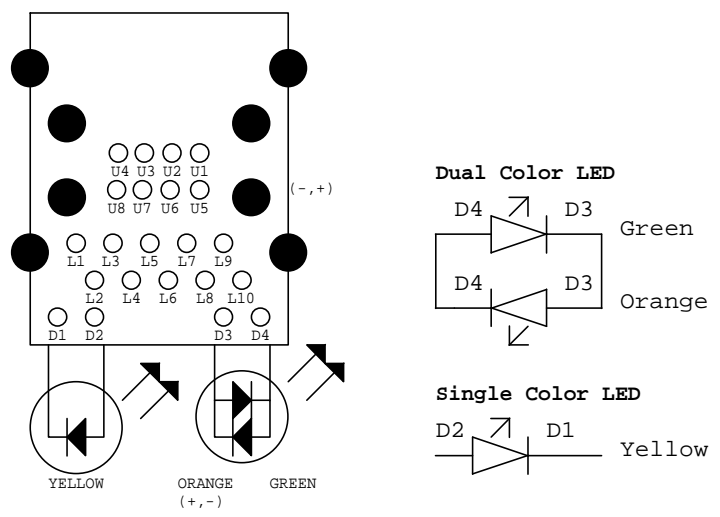 U4 U3 U2 U1
U8 U7 U6 U5
(-,+)
L1 L3 L5 L7 L9
L2 L4 L6 L8 L10
D1 D2 D3 D4
YELLOW ORANGE GREEN
(+,-)
Dual Color LED
D4 D3 Green
D4 D3 Orange
Single Color LED
D2 D1 Yellow